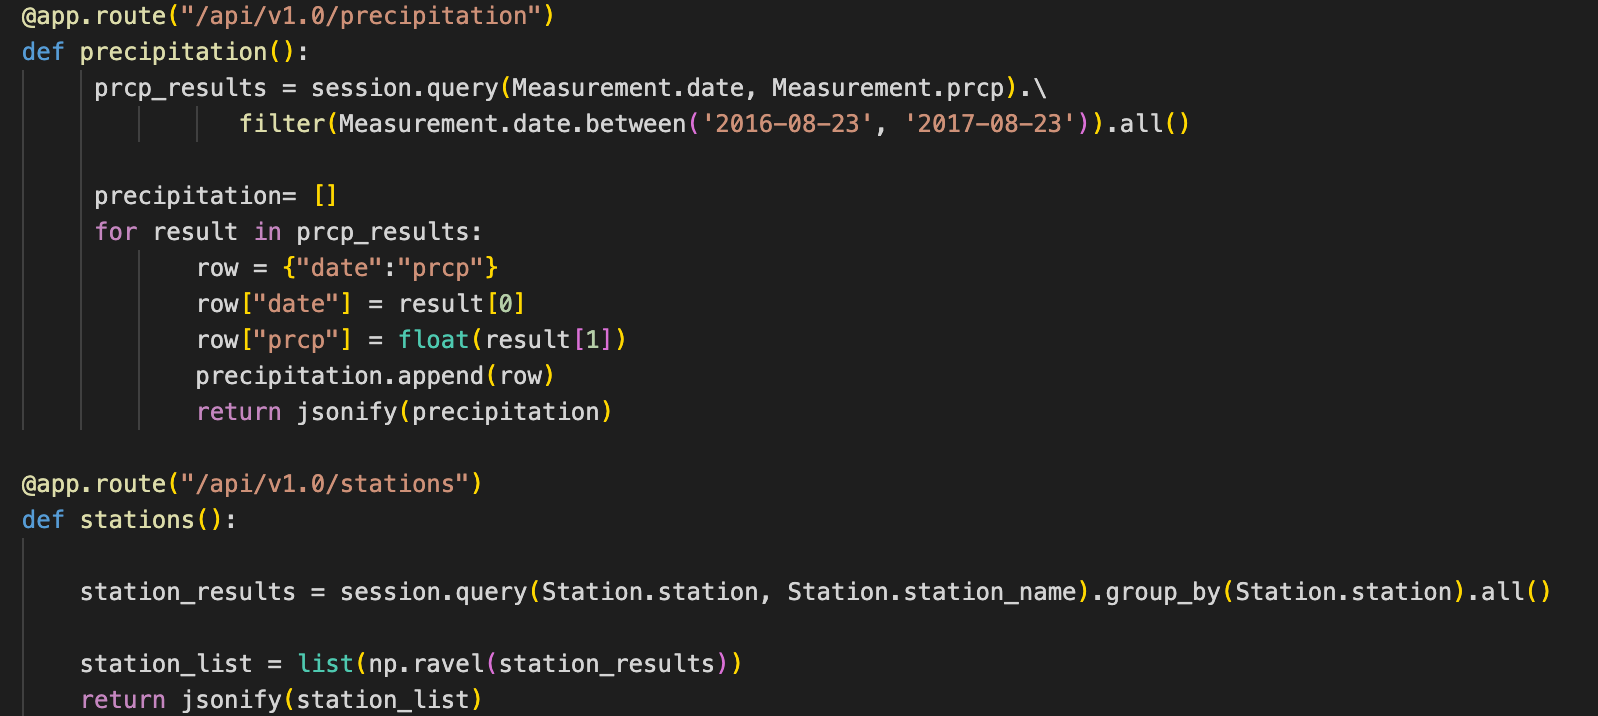 @app.route("/api/v1.0/precipitation")
def precipitation():
     prcp_results = session.query(Measurement.date, Measurement.prcp).\
               filter(Measurement.date.between('2016-08-23', '2017-08-23')).all()

     precipitation= []
     for result in prcp_results:
            row = {"date":"prcp"}
            row["date"] = result[0]
            row["prcp"] = float(result[1])
            precipitation.append(row)
            return jsonify(precipitation)

@app.route("/api/v1.0/stations")
def stations():

    station_results = session.query(Station.station, Station.station_name).group_by(Station.station).all()

    station_list = list(np.ravel(station_results))
    return jsonify(station_list)